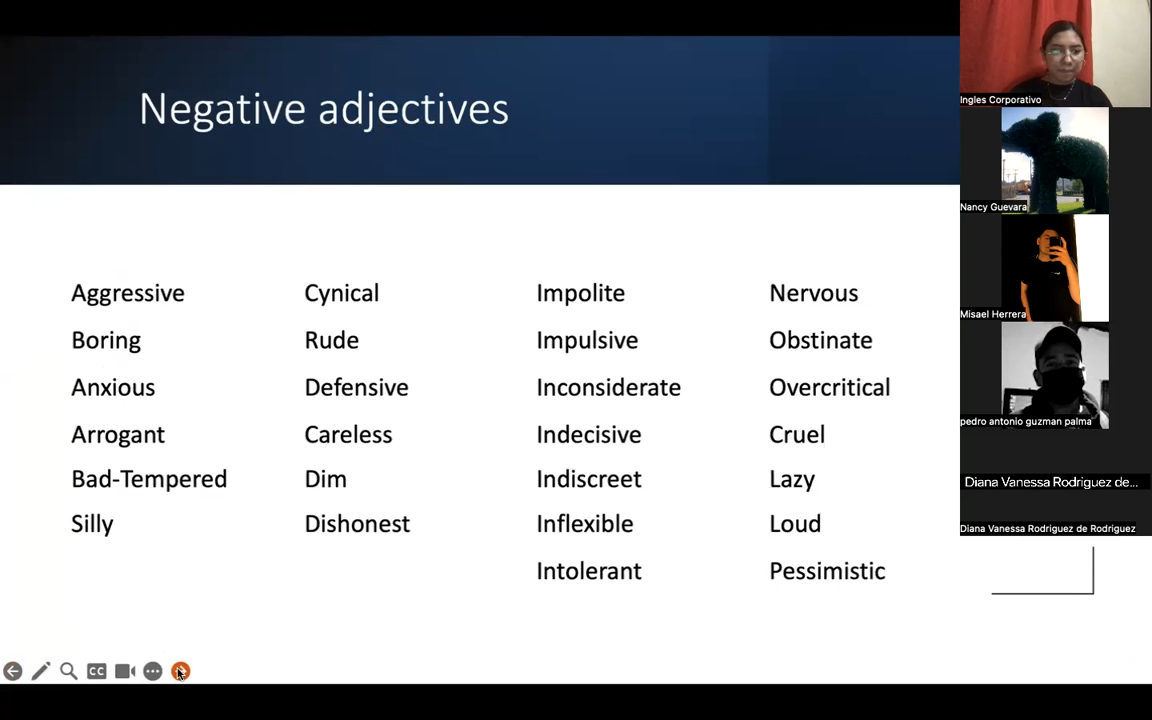 Negative adjectives
Aggressive
Boring
Anxious
Arrogant
Bad-Tempered
Silly
Cynical
Rude
Defensive
Careless
Dim
Dishonest
Impolite
Impulsive
Inconsiderate
Indecisive
Indiscreet
Inflexible
Intolerant
Nervous
Obstinate
Overcritical
Cruel
Lazy
Loud
Pessimistic
Ingles Corporativo
Nancy Guevara
Misael Herrera
pedro antonio guzman palma
Diana Vanessa Rodriguez de...
Diana Vanessa Rodriguez de Rodriguez
CC